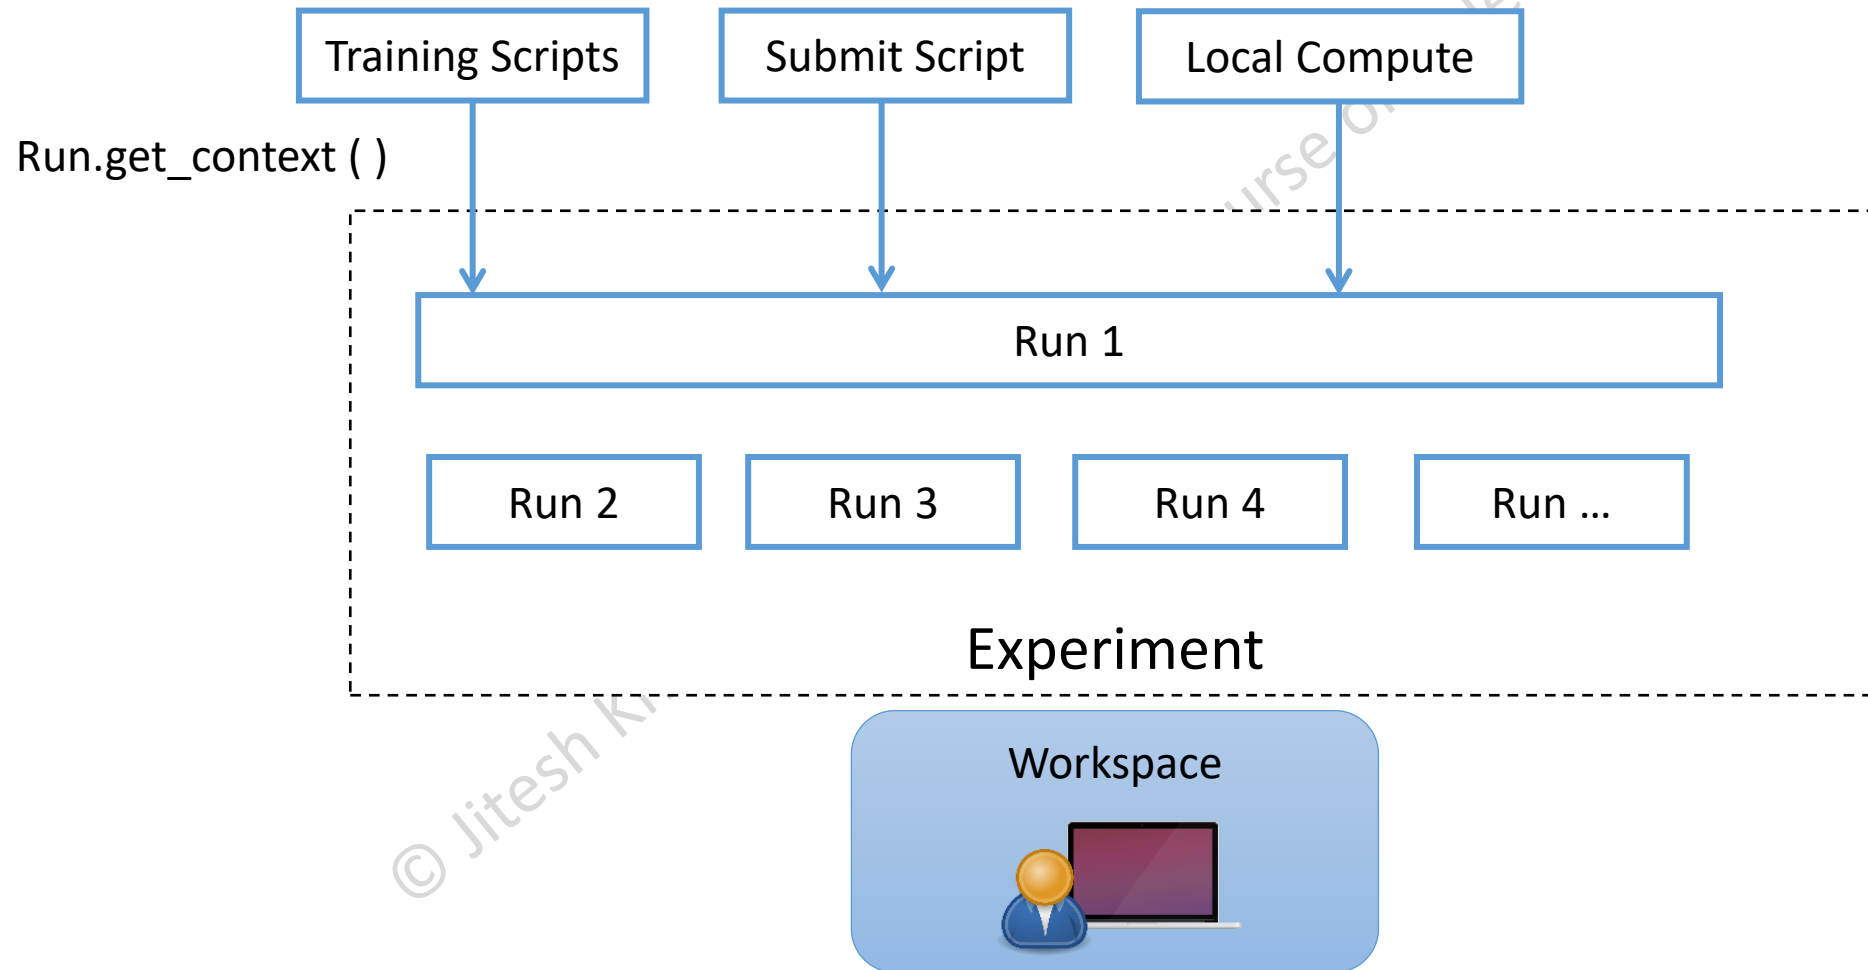 Training Scripts
Submit Script
Local Compute
Run.get_context ( )
Run 1
Run 2
Run 3
Run 4
Run ...
Experiment
Workspace
© Jitesh